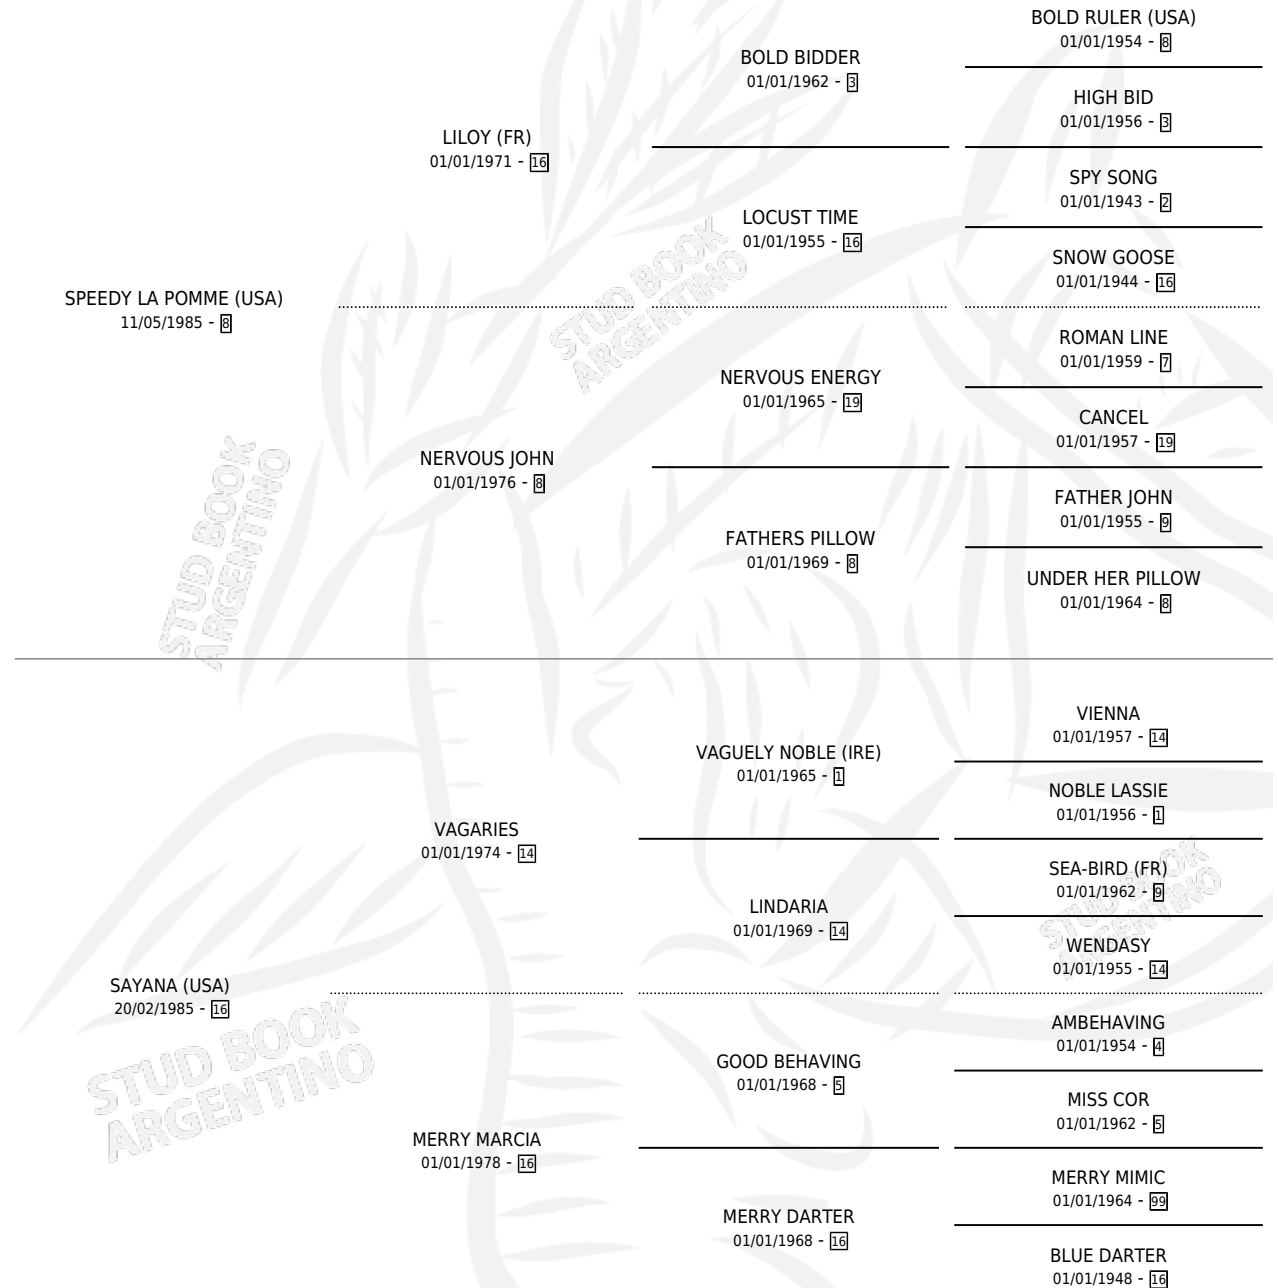 SPEEDY LA POMME (USA)
11/05/1985 - 8
LILOY (FR)
01/01/1971 - 16
NERVOUS JOHN
01/01/1976 - 8
BOLD BIDDER
01/01/1962 - 3
LOCUST TIME
01/01/1955 - 16
NERVOUS ENERGY
01/01/1965 - 19
FATHERS PILLOW
01/01/1969 - 8
BOLD RULER (USA)
01/01/1954 - 8
HIGH BID
01/01/1956 - 3
SPY SONG
01/01/1943 - 2
SNOW GOOSE
01/01/1944 - 16
ROMAN LINE
01/01/1959 - 7
CANCEL
01/01/1957 - 19
FATHER JOHN
01/01/1955 - 9
UNDER HER PILLOW
01/01/1964 - 8
SAYANA (USA)
20/02/1985 - 16
VAGARIES
01/01/1974 - 14
MERRY MARCIA
01/01/1978 - 16
VAGUELY NOBLE (IRE)
01/01/1965 - 1
LINDARIA
01/01/1969 - 14
GOOD BEHAVING
01/01/1968 - 5
MERRY DARTER
01/01/1968 - 16
VIENNA
01/01/1957 - 14
NOBLE LASSIE
01/01/1956 - 1
SEA-BIRD (FR)
01/01/1962 - 9
WENDASY
01/01/1955 - 14
AMBEHAVING
01/01/1954 - 4
MISS COR
01/01/1962 - 5
MERRY MIMIC
01/01/1964 - 99
BLUE DARTER
01/01/1948 - 16
STUD BOOK
ARGENTINO
STUD BOOK
ARGENTINO
STUD BOOK
ARGENTINO
STUD BOOK
ARGENTINO